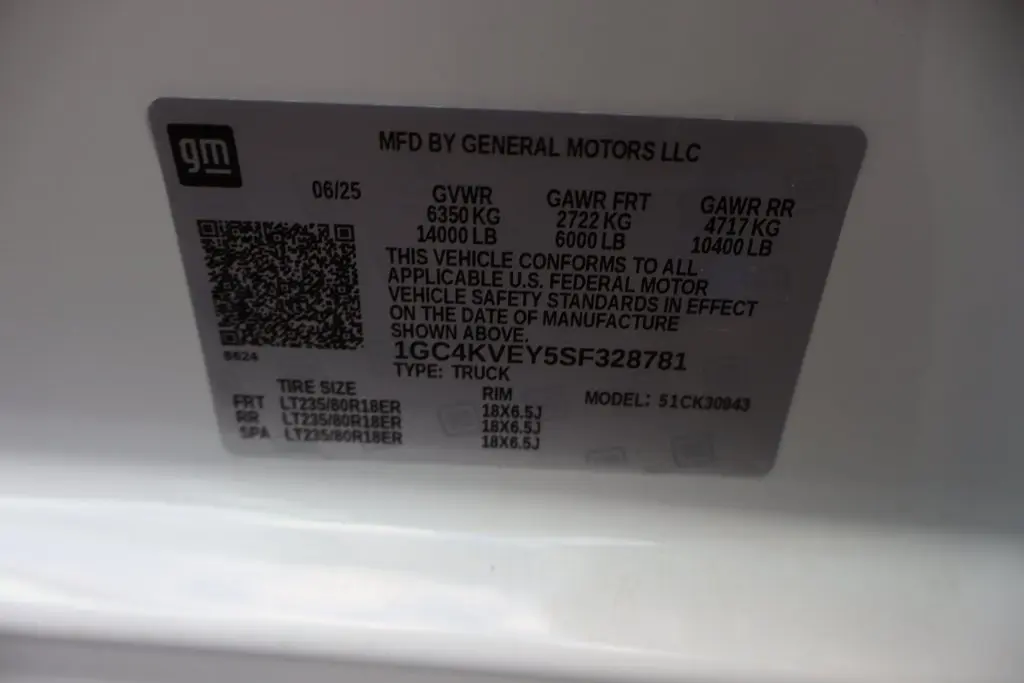 gm
MFD BY GENERAL MOTORS LLC
06/25
GVWR
6350 KG
14000 LB
GAWR FRT
2722 KG
6000 LB
GAWR RR
4717 KG
10400 LB
THIS VEHICLE CONFORMS TO ALL
APPLICABLE U.S. FEDERAL MOTOR
VEHICLE SAFETY STANDARDS IN EFFECT
ON THE DATE OF MANUFACTURE
SHOWN ABOVE.
8624
1GC4KVEY5SF328781
TYPE: TRUCK
TIRE SIZE RIM MODEL: 51CK30943
FRT LT235/80R18ER 18X6.5J
RR LT235/80R18ER 18X6.5J
SPA LT235/80R18ER 18X6.5J